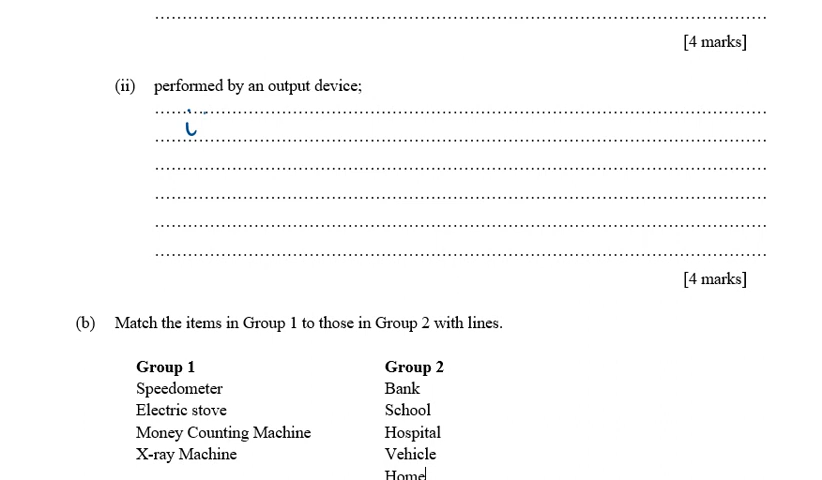 [4 marks]
(ii) performed by an output device;
[4 marks]
(b) Match the items in Group 1 to those in Group 2 with lines.
Group 1 Group 2
Speedometer Bank
Electric stove School
Money Counting Machine Hospital
X-ray Machine Vehicle
Home